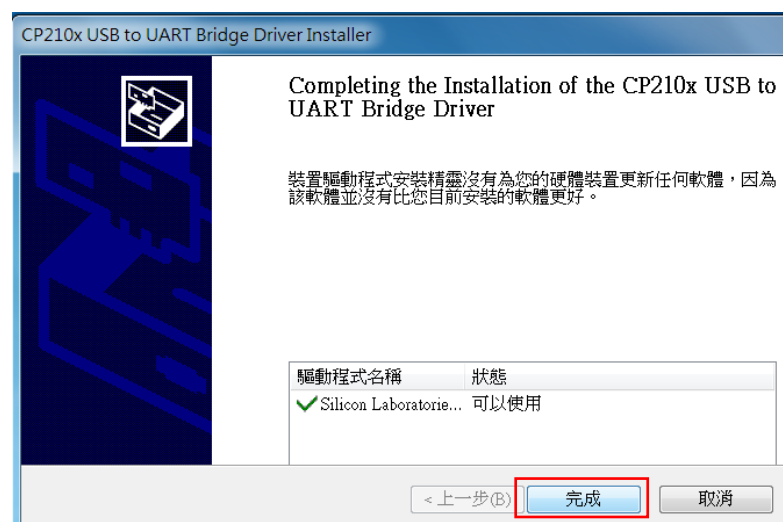 CP210x USB to UART Bridge Driver Installer
Completing the Installation of the CP210x USB to
UART Bridge Driver
裝置驅動程式安裝精靈沒有為您的硬體裝置更新任何軟體，因為
該軟體並沒有比您目前安裝的軟體更好。
驅動程式名稱 狀態
Silicon Laboratorie... 可以使用
< 上一步(B) 完成 取消